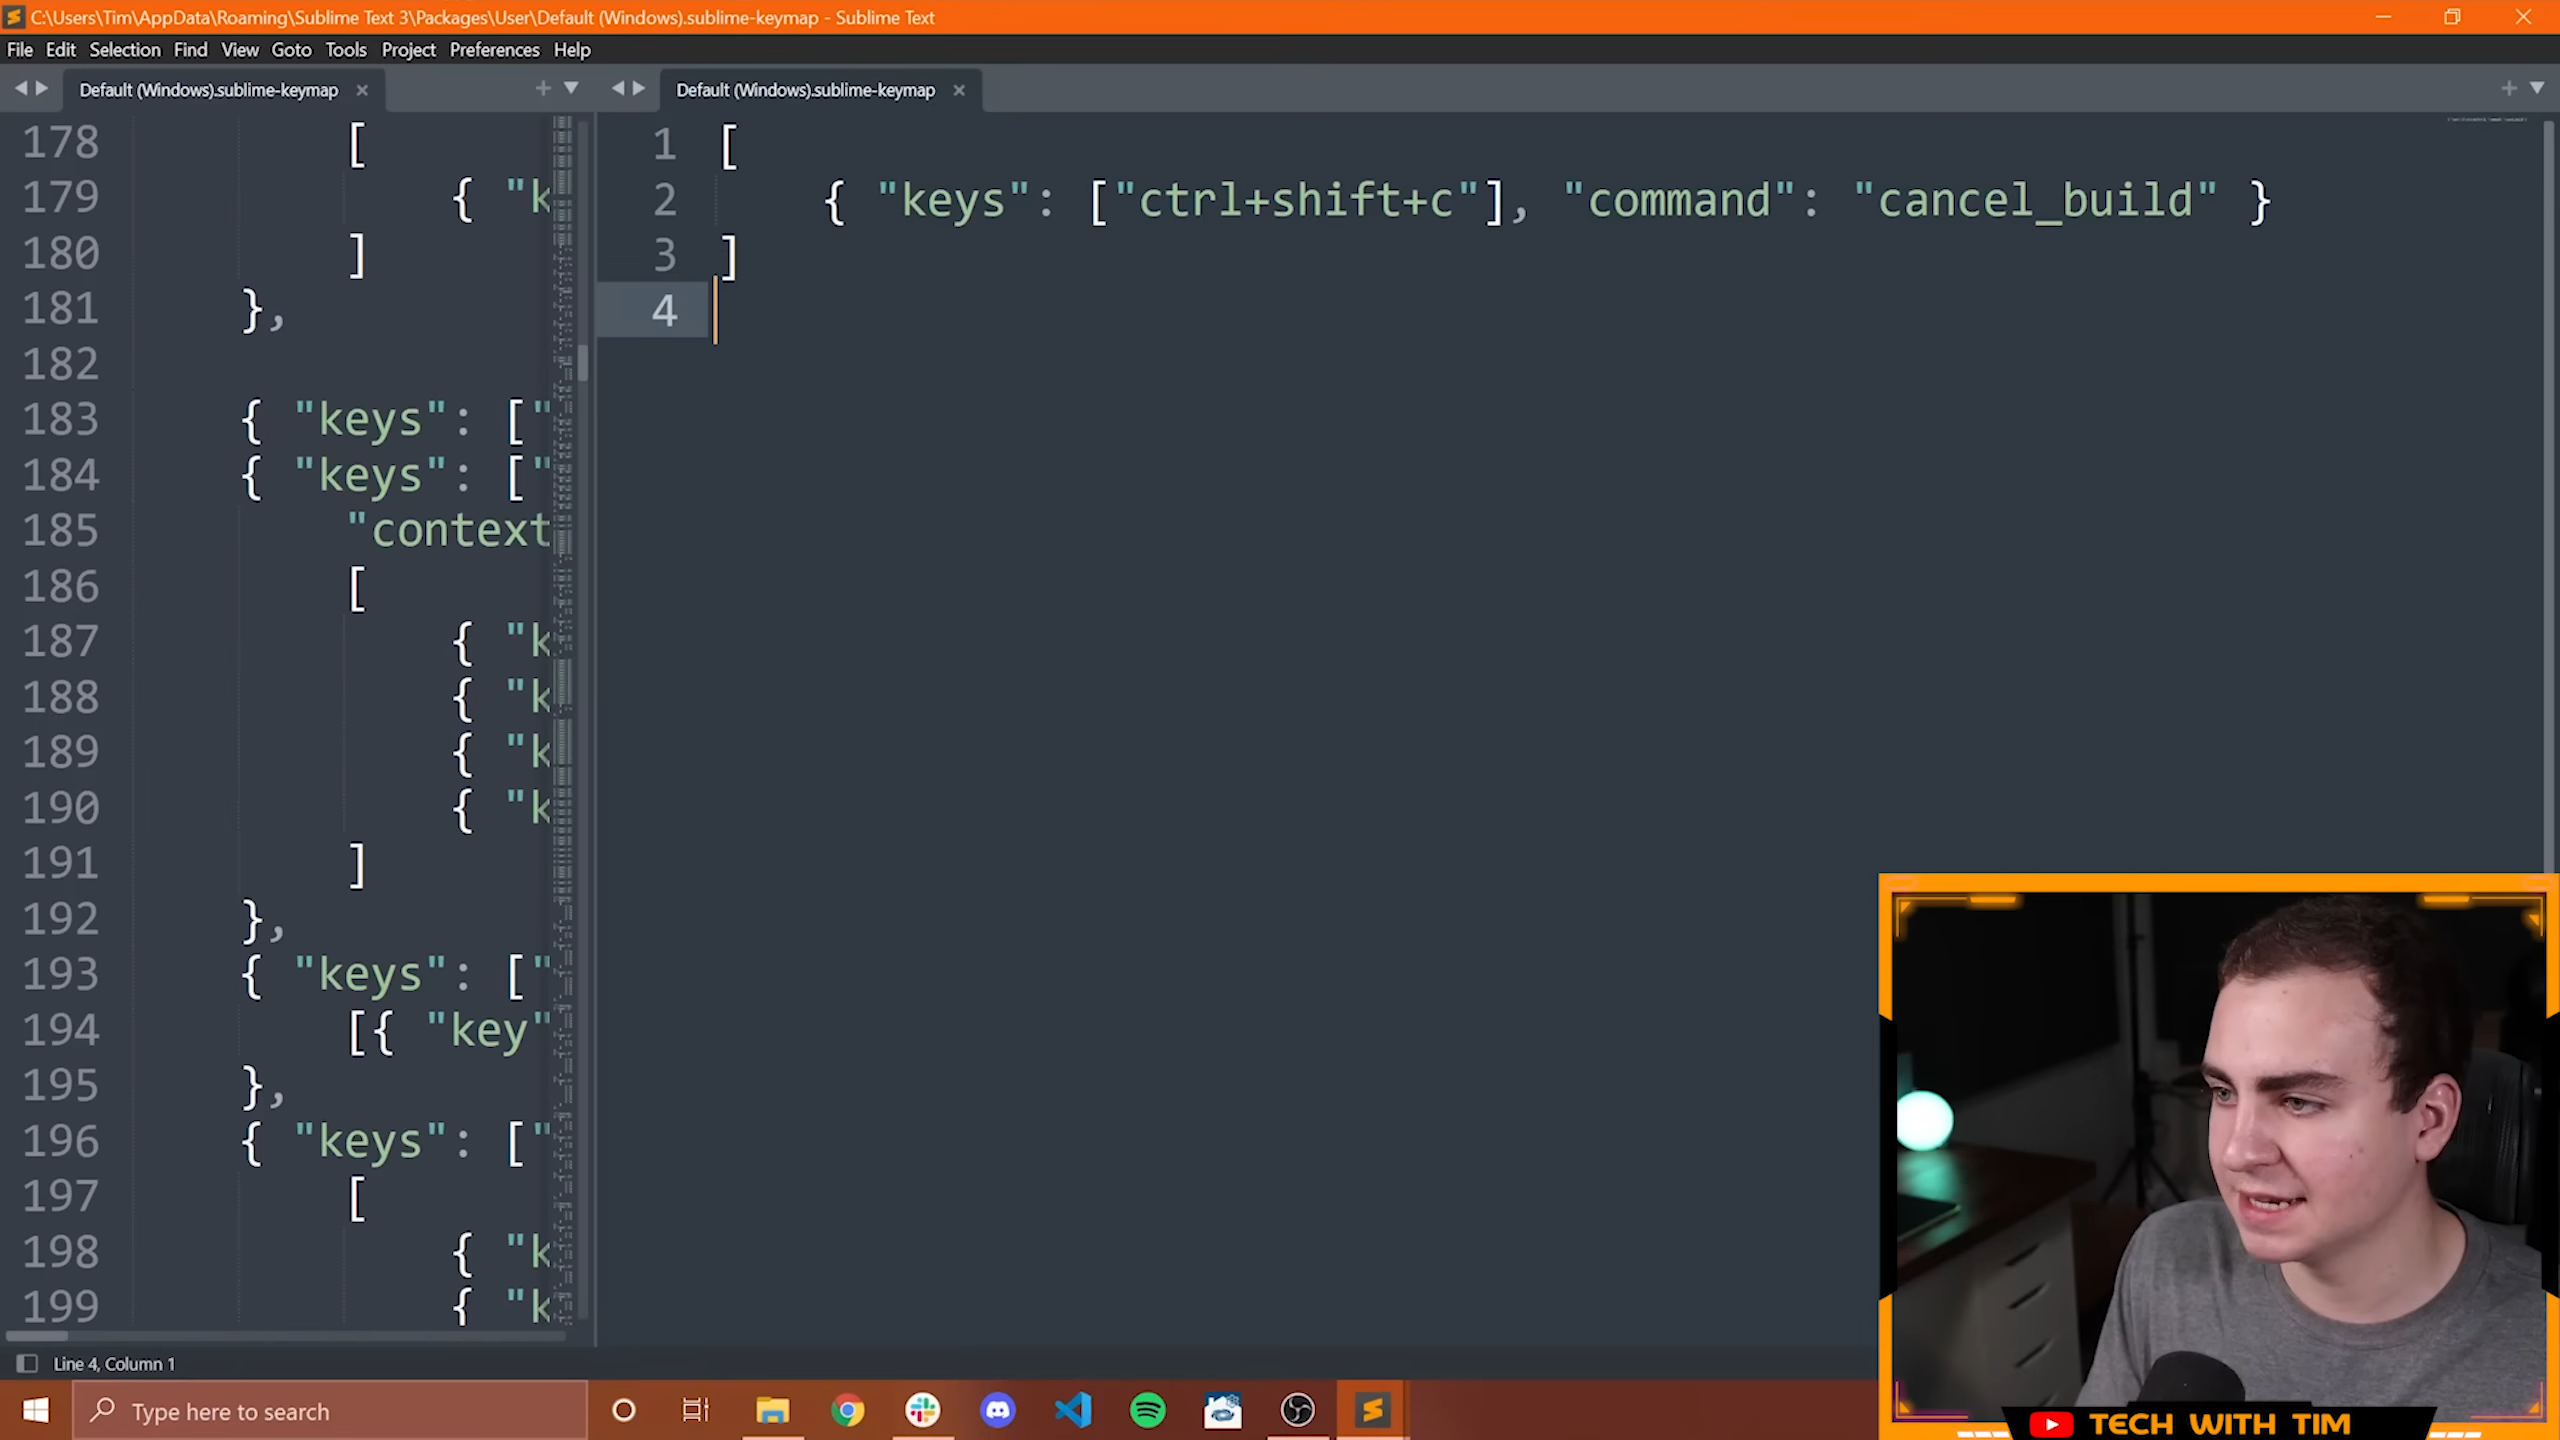 C:\Users\Tim\AppData\Roaming\Sublime Text 3\Packages\User\Default (Windows).sublime-keymap - Sublime Text
File Edit Selection Find View Goto Tools Project Preferences Help
Default (Windows).sublime-keymap
Default (Windows).sublime-keymap
178 [
179 { "k
180 ]
181 },
182
183 { "keys": ["
184 { "keys": ["
185 "context
186 [
187 { "k
188 { "k
189 { "k
190 { "k
191 ]
192 },
193 { "keys": ["
194 [{ "key"
195 },
196 { "keys": ["
197 [
198 { "k
199 { "k
1 [
2 { "keys": ["ctrl+shift+c"], "command": "cancel_build" }
3 ]
4
Line 4, Column 1
Type here to search
TECH WITH TIM